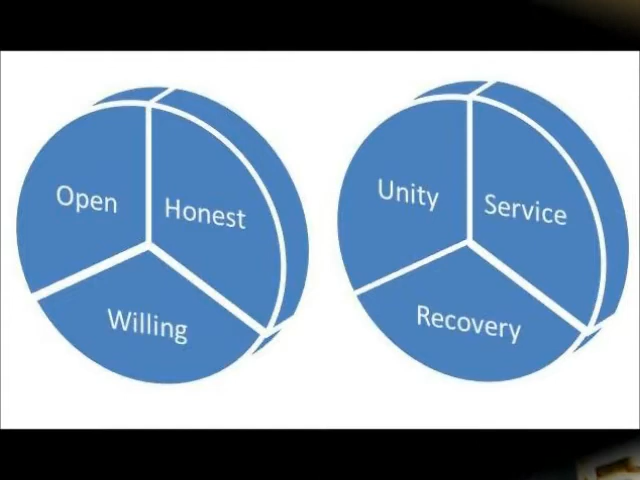 Open
Honest
Willing
Unity
Service
Recovery